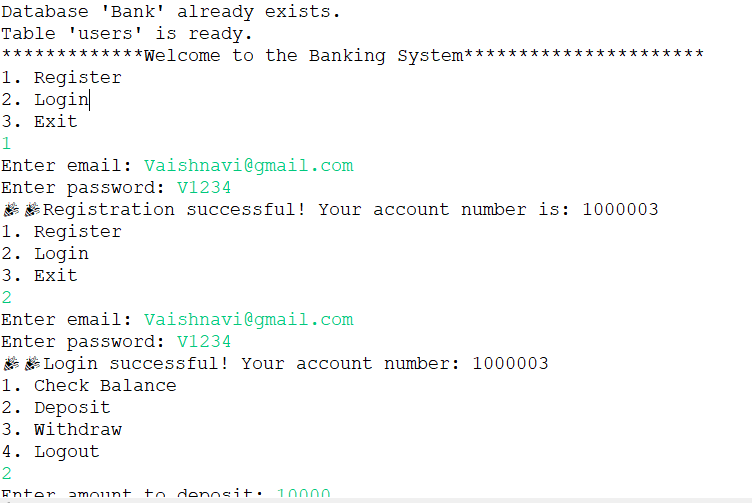 Database 'Bank' already exists.
Table 'users' is ready.
*************Welcome to the Banking System**********************
1. Register
2. Login
3. Exit
1
Enter email: Vaishnavi@gmail.com
Enter password: V1234
🎉🎉Registration successful! Your account number is: 1000003
1. Register
2. Login
3. Exit
2
Enter email: Vaishnavi@gmail.com
Enter password: V1234
🎉🎉Login successful! Your account number: 1000003
1. Check Balance
2. Deposit
3. Withdraw
4. Logout
2
Enter amount to deposit: 10000